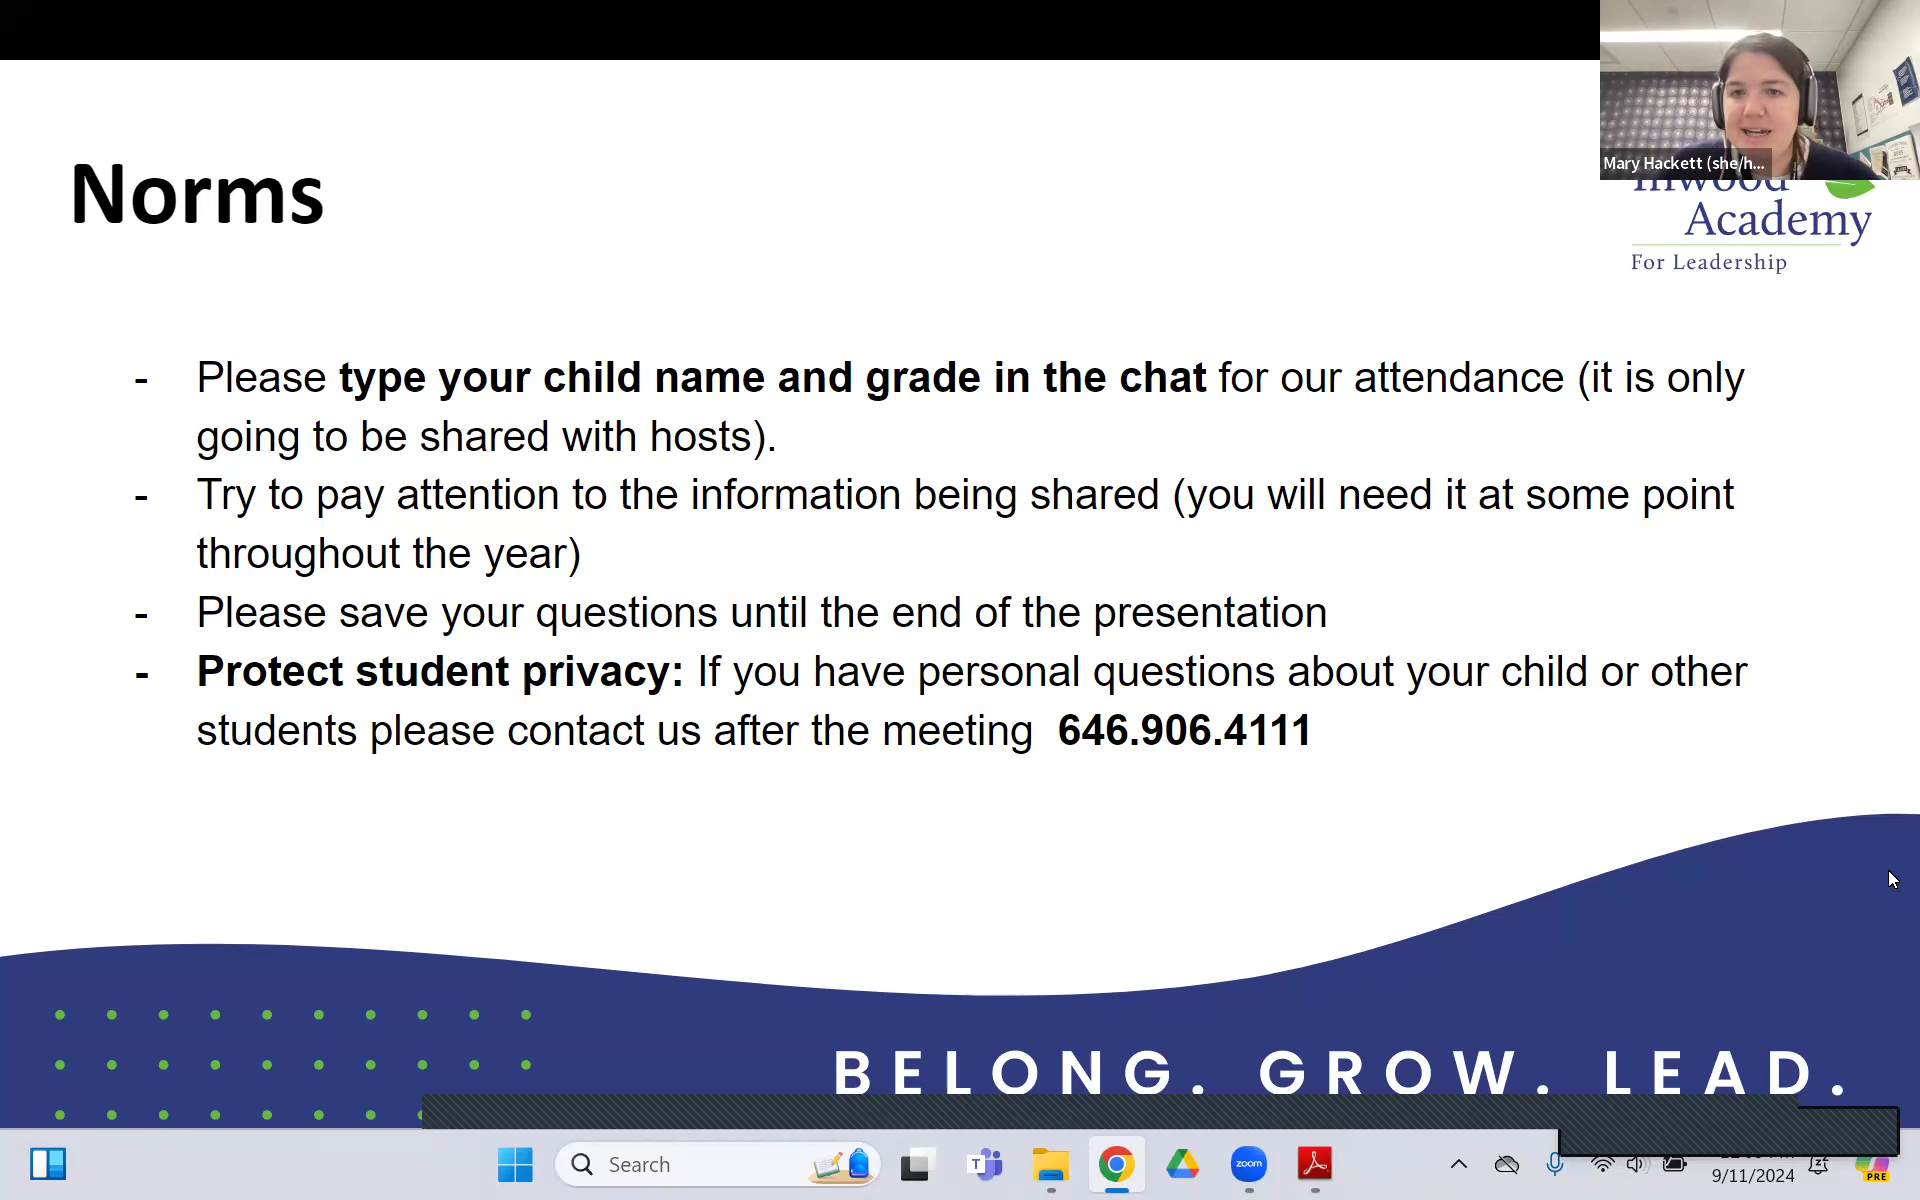 Mary Hackett (she/h...
Norms
Inwood
Academy
For Leadership
- Please type your child name and grade in the chat for our attendance (it is only
going to be shared with hosts).
- Try to pay attention to the information being shared (you will need it at some point
throughout the year)
- Please save your questions until the end of the presentation
- Protect student privacy: If you have personal questions about your child or other
students please contact us after the meeting 646.906.4111
BELONG. GROW. LEAD.
Search
T
zoom
9/11/2024
PRE